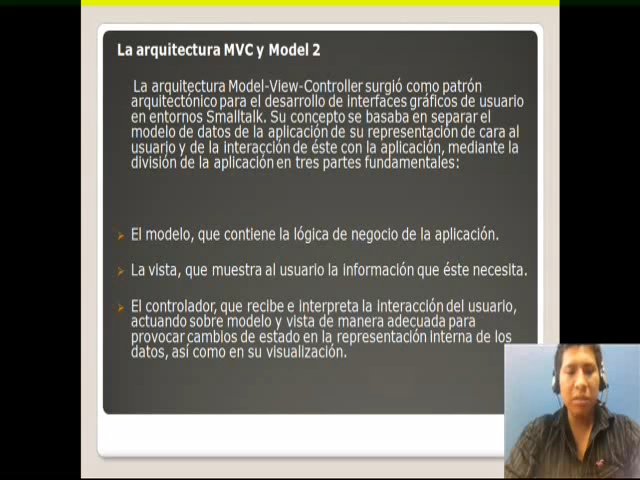 La arquitectura MVC y Model 2
La arquitectura Model-View-Controller surgió como patrón
arquitectónico para el desarrollo de interfaces gráficos de usuario
en entornos Smalltalk. Su concepto se basaba en separar el
modelo de datos de la aplicación de su representación de cara al
usuario y de la interacción de éste con la aplicación, mediante la
división de la aplicación en tres partes fundamentales:
El modelo, que contiene la lógica de negocio de la aplicación.
La vista, que muestra al usuario la información que éste necesita.
El controlador, que recibe e interpreta la interacción del usuario,
actuando sobre modelo y vista de manera adecuada para
provocar cambios de estado en la representación interna de los
datos, así como en su visualización.